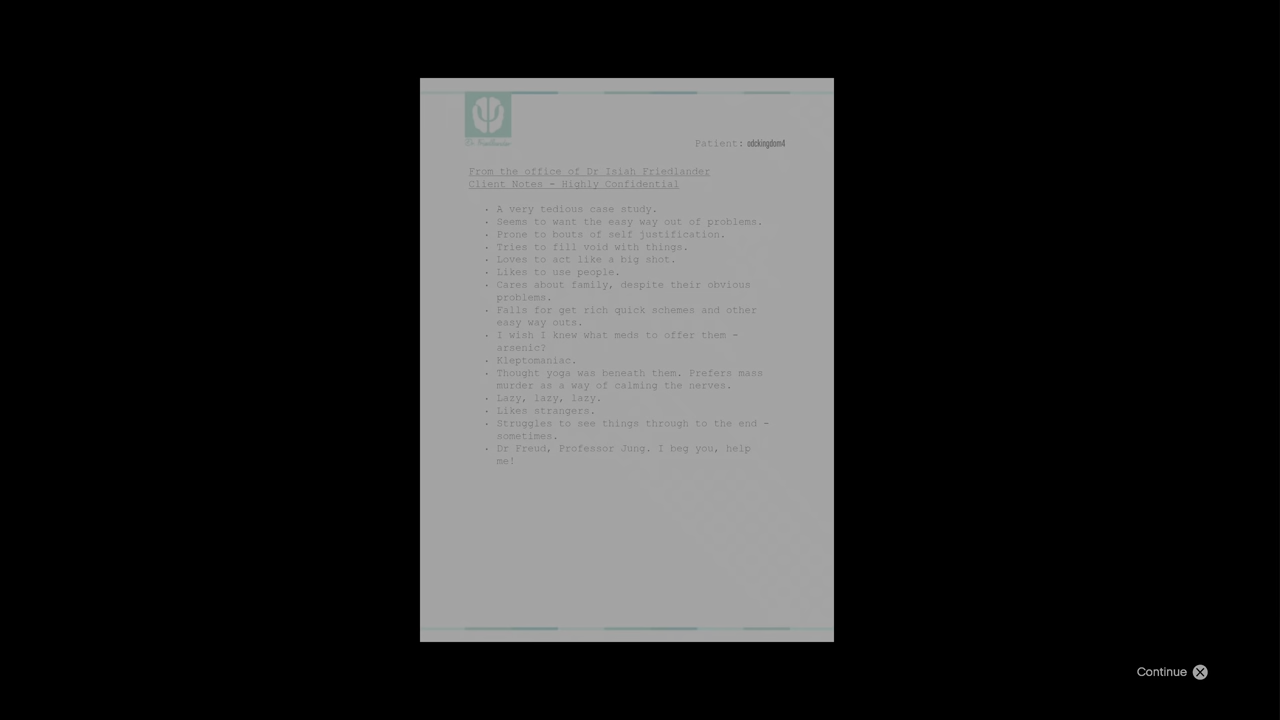 Dr Friedlander
Patient: odckingdom4
From the office of Dr Isiah Friedlander
Client Notes - Highly Confidential
• A very tedious case study.
• Seems to want the easy way out of problems.
• Prone to bouts of self justification.
• Tries to fill void with things.
• Loves to act like a big shot.
• Likes to use people.
• Cares about family, despite their obvious
problems.
• Falls for get rich quick schemes and other
easy way outs.
• I wish I knew what meds to offer them -
arsenic?
• Kleptomaniac.
• Thought yoga was beneath them. Prefers mass
murder as a way of calming the nerves.
• Lazy, lazy, lazy.
• Likes strangers.
• Struggles to see things through to the end -
sometimes.
• Dr Freud, Professor Jung. I beg you, help
me!
Continue